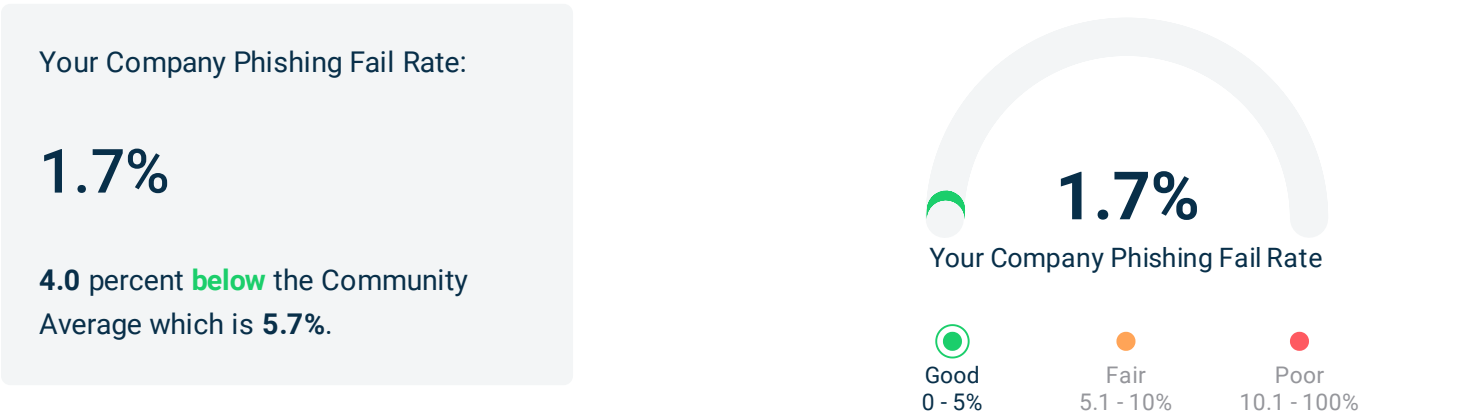 Your Company Phishing Fail Rate:
1.7%
4.0 percent below the Community
Average which is 5.7%.
1.7%
Your Company Phishing Fail Rate
Good
0 - 5%
Fair
5.1 - 10%
Poor
10.1 - 100%